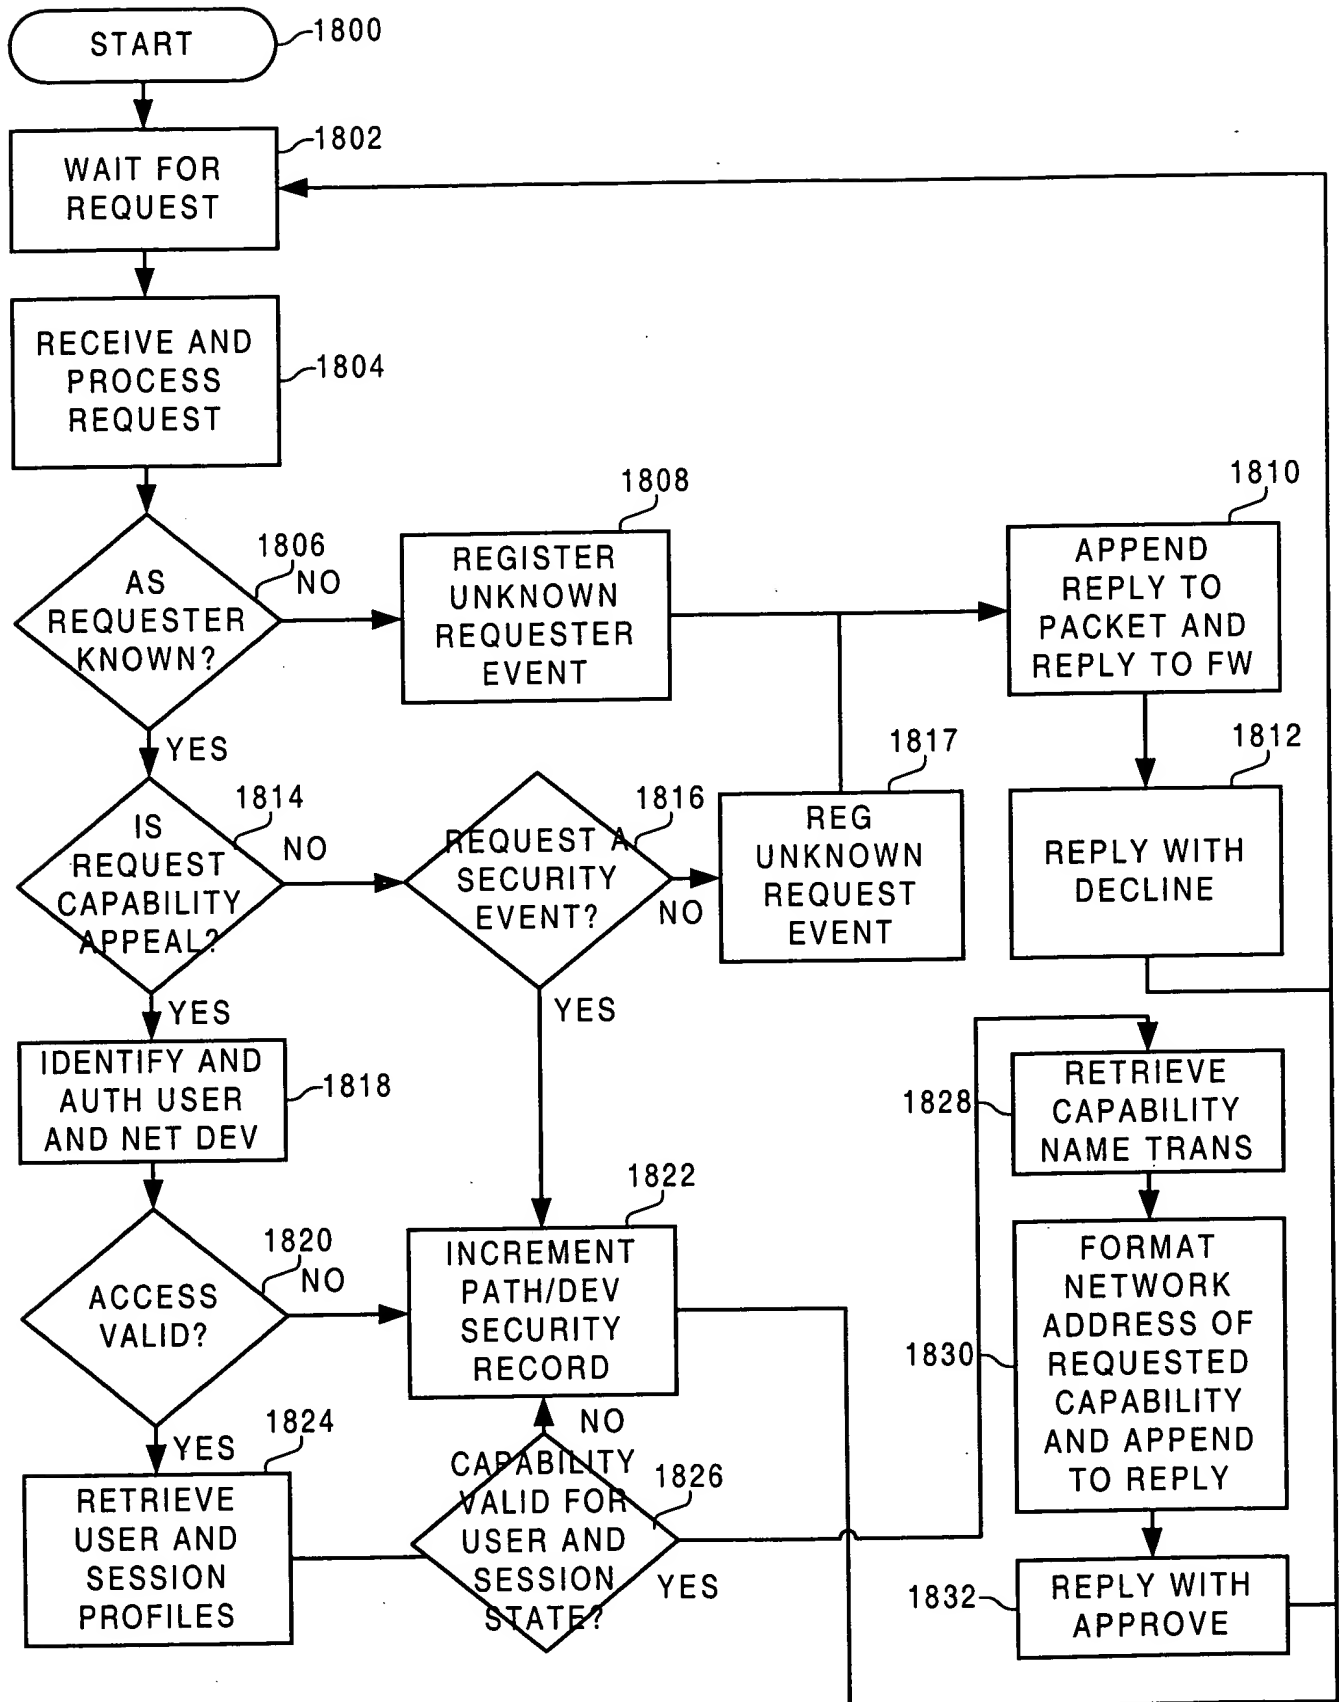 START
1800
1802
WAIT FOR
REQUEST
RECEIVE AND
PROCESS
REQUEST
1804
1806
NO
AS
REQUESTER
KNOWN?
YES
1808
REGISTER
UNKNOWN
REQUESTER
EVENT
1810
APPEND
REPLY TO
PACKET AND
REPLY TO FW
1812
REPLY WITH
DECLINE
1814
NO
IS
REQUEST
CAPABILITY
APPEAL?
YES
1816
REQUEST A
SECURITY
EVENT?
NO
YES
1817
REG
UNKNOWN
REQUEST
EVENT
IDENTIFY AND
AUTH USER
AND NET DEV
1818
1820
NO
ACCESS
VALID?
YES
1822
INCREMENT
PATH/DEV
SECURITY
RECORD
1824
RETRIEVE
USER AND
SESSION
PROFILES
NO
CAPABILITY
VALID FOR
USER AND
SESSION
STATE?
1826
YES
1828
RETRIEVE
CAPABILITY
NAME TRANS
1830
FORMAT
NETWORK
ADDRESS OF
REQUESTED
CAPABILITY
AND APPEND
TO REPLY
1832
REPLY WITH
APPROVE